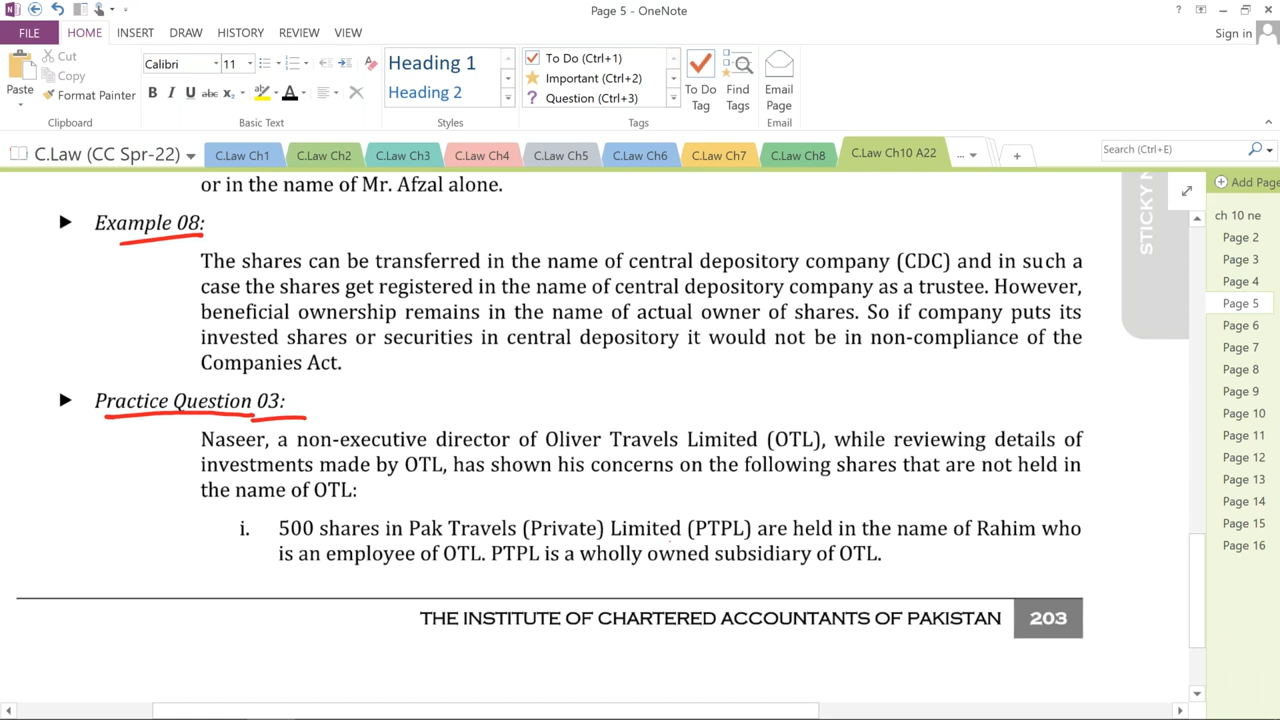 Page 5 - OneNote
?
FILE HOME INSERT DRAW HISTORY REVIEW VIEW
Sign in
Paste
Cut
Copy
Format Painter
Clipboard
Calibri 11
B I U abc x₂ A
Basic Text
Heading 1
Heading 2
Styles
To Do (Ctrl+1)
Important (Ctrl+2)
? Question (Ctrl+3)
Tags
To Do Tag
Find Tags
Email Page
Email
C.Law (CC Spr-22)
C.Law Ch1 C.Law Ch2 C.Law Ch3 C.Law Ch4 C.Law Ch5 C.Law Ch6 C.Law Ch7 C.Law Ch8 C.Law Ch10 A22 ... +
Search (Ctrl+E)
or in the name of Mr. Afzal alone.
Example 08:
The shares can be transferred in the name of central depository company (CDC) and in such a
case the shares get registered in the name of central depository company as a trustee. However,
beneficial ownership remains in the name of actual owner of shares. So if company puts its
invested shares or securities in central depository it would not be in non-compliance of the
Companies Act.
Practice Question 03:
Naseer, a non-executive director of Oliver Travels Limited (OTL), while reviewing details of
investments made by OTL, has shown his concerns on the following shares that are not held in
the name of OTL:
i. 500 shares in Pak Travels (Private) Limited (PTPL) are held in the name of Rahim who
is an employee of OTL. PTPL is a wholly owned subsidiary of OTL.
THE INSTITUTE OF CHARTERED ACCOUNTANTS OF PAKISTAN 203
STICKY N
Add Page
ch 10 ne
Page 2
Page 3
Page 4
Page 5
Page 6
Page 7
Page 8
Page 9
Page 10
Page 11
Page 12
Page 13
Page 14
Page 15
Page 16